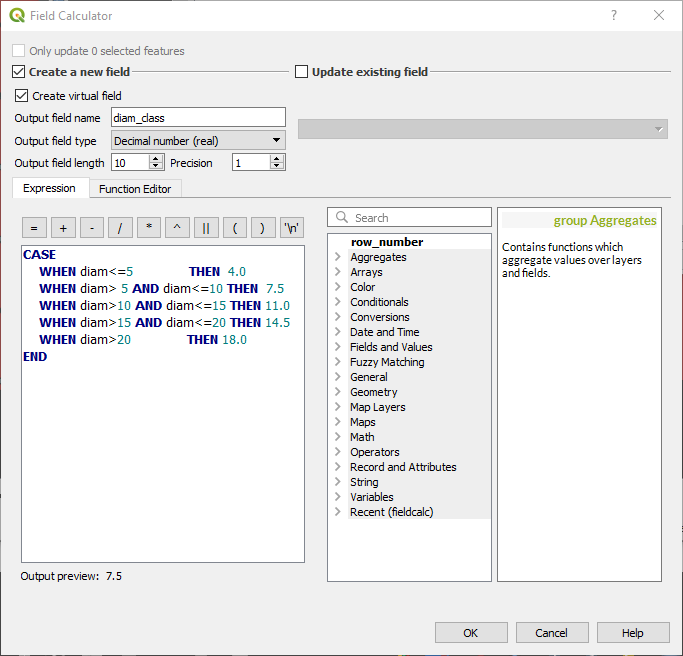 Field Calculator ?
Only update 0 selected features
Create a new field
Update existing field
Create virtual field
Output field name diam_class
Output field type Decimal number (real)
Output field length 10 Precision 1
Expression Function Editor
= + - / * ^ || ( ) '\n'
CASE
WHEN diam<=5 THEN 4.0
WHEN diam> 5 AND diam<=10 THEN 7.5
WHEN diam>10 AND diam<=15 THEN 11.0
WHEN diam>15 AND diam<=20 THEN 14.5
WHEN diam>20 THEN 18.0
END
Output preview: 7.5
Search
row_number
Aggregates
Arrays
Color
Conditionals
Conversions
Date and Time
Fields and Values
Fuzzy Matching
General
Geometry
Map Layers
Maps
Math
Operators
Record and Attributes
String
Variables
Recent (fieldcalc)
group Aggregates
Contains functions which
aggregate values over layers
and fields.
OK Cancel Help